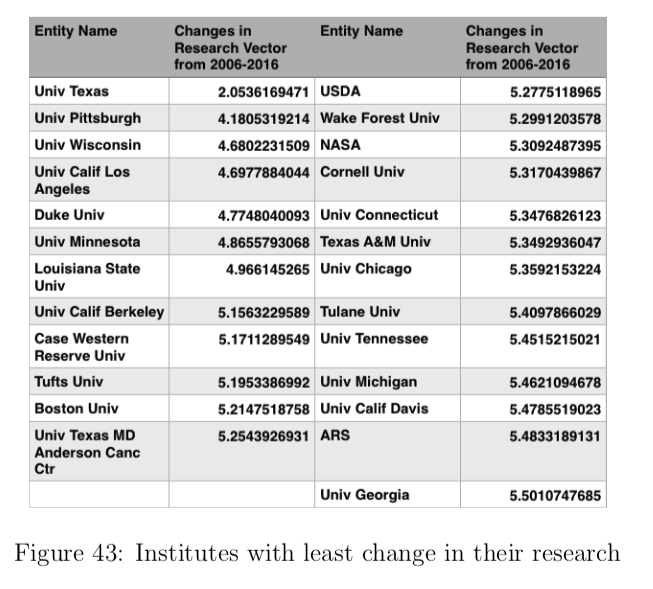 Entity Name Changes in Entity Name Changes in
Research Vector Research Vector
from 2006-2016 from 2006-2016
Univ Texas 2.0536169471 USDA 5.2775118965
Univ Pittsburgh 4.1805319214 Wake Forest Univ 5.2991203578
Univ Wisconsin 4.6802231509 NASA 5.3092487395
Univ Calif Los 4.6977884044 Cornell Univ 5.3170439867
Angeles
Duke Univ 4.7748040093 Univ Connecticut 5.3476826123
Univ Minnesota 4.8655793068 Texas A&M Univ 5.3492936047
Louisiana State 4.966145265 Univ Chicago 5.3592153224
Univ
Univ Calif Berkeley 5.1563229589 Tulane Univ 5.4097866029
Case Western 5.1711289549 Univ Tennessee 5.4515215021
Reserve Univ
Tufts Univ 5.1953386992 Univ Michigan 5.4621094678
Boston Univ 5.2147518758 Univ Calif Davis 5.4785519023
Univ Texas MD 5.2543926931 ARS 5.4833189131
Anderson Canc
Ctr
Univ Georgia 5.5010747685
Figure 43: Institutes with least change in their research